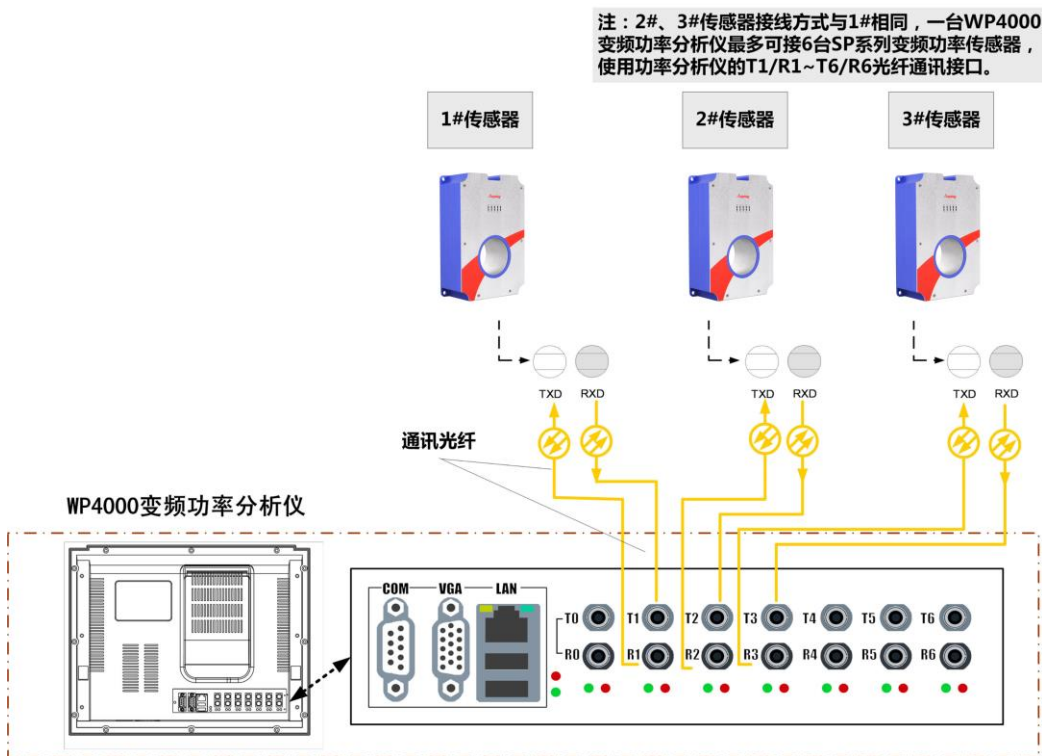 注：2#、3#传感器接线方式与1#相同，一台WP4000
变频功率分析仪最多可接6台SP系列变频功率传感器，
使用功率分析仪的T1/R1~T6/R6光纤通讯接口。
1#传感器
2#传感器
3#传感器
TXD
RXD
TXD
RXD
TXD
RXD
通讯光纤
WP4000变频功率分析仪
COM
VGA
LAN
T0
T1
T2
T3
T4
T5
T6
R0
R1
R2
R3
R4
R5
R6